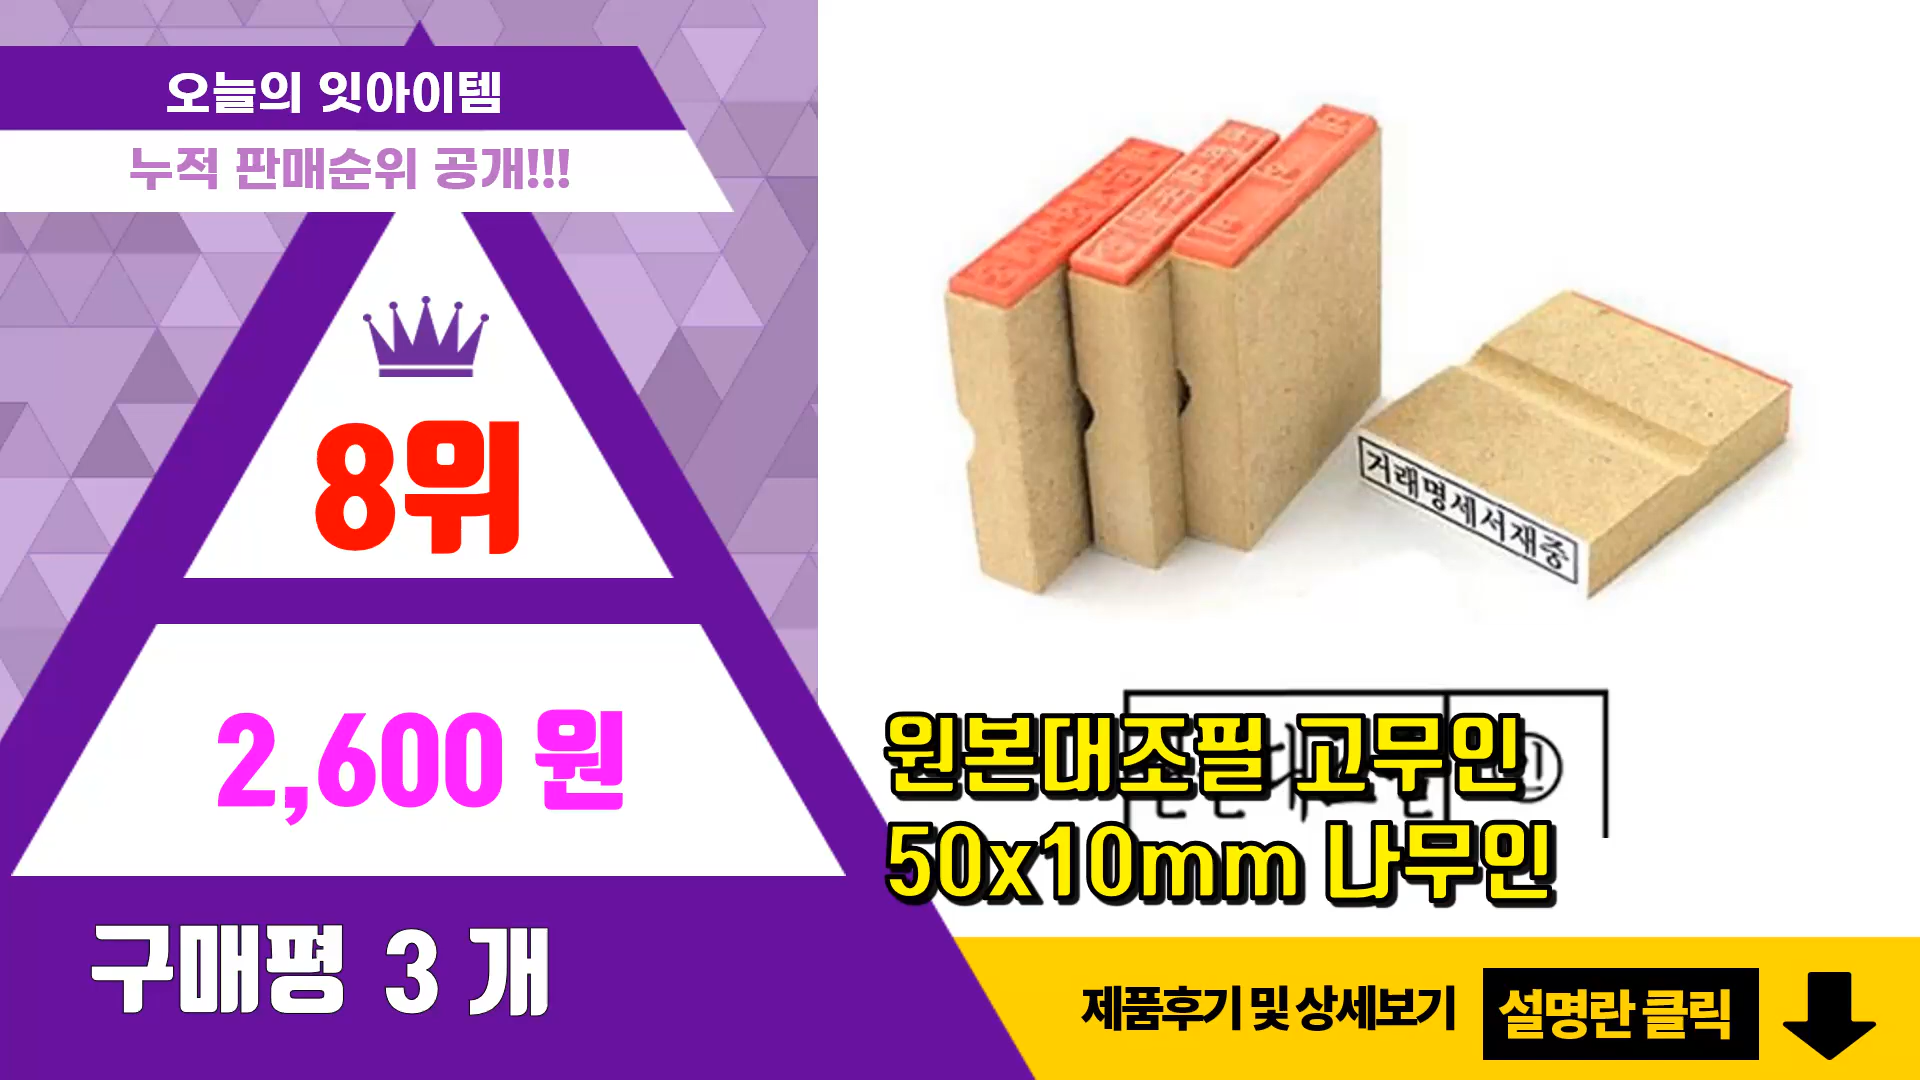 오늘의 잇아이템
누적 판매순위 공개!!!
8위
2,600 원
구매평 3 개
거래명세서재중
원본대조필 고무인
50x10mm 나무인
제품후기 및 상세보기
설명란 클릭